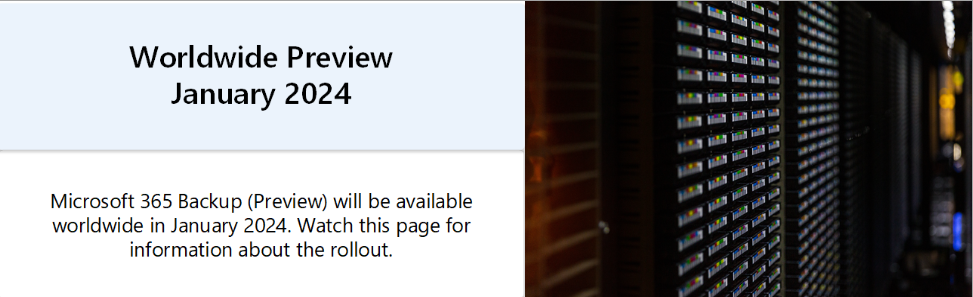 Worldwide Preview
January 2024
Microsoft 365 Backup (Preview) will be available
worldwide in January 2024. Watch this page for
information about the rollout.